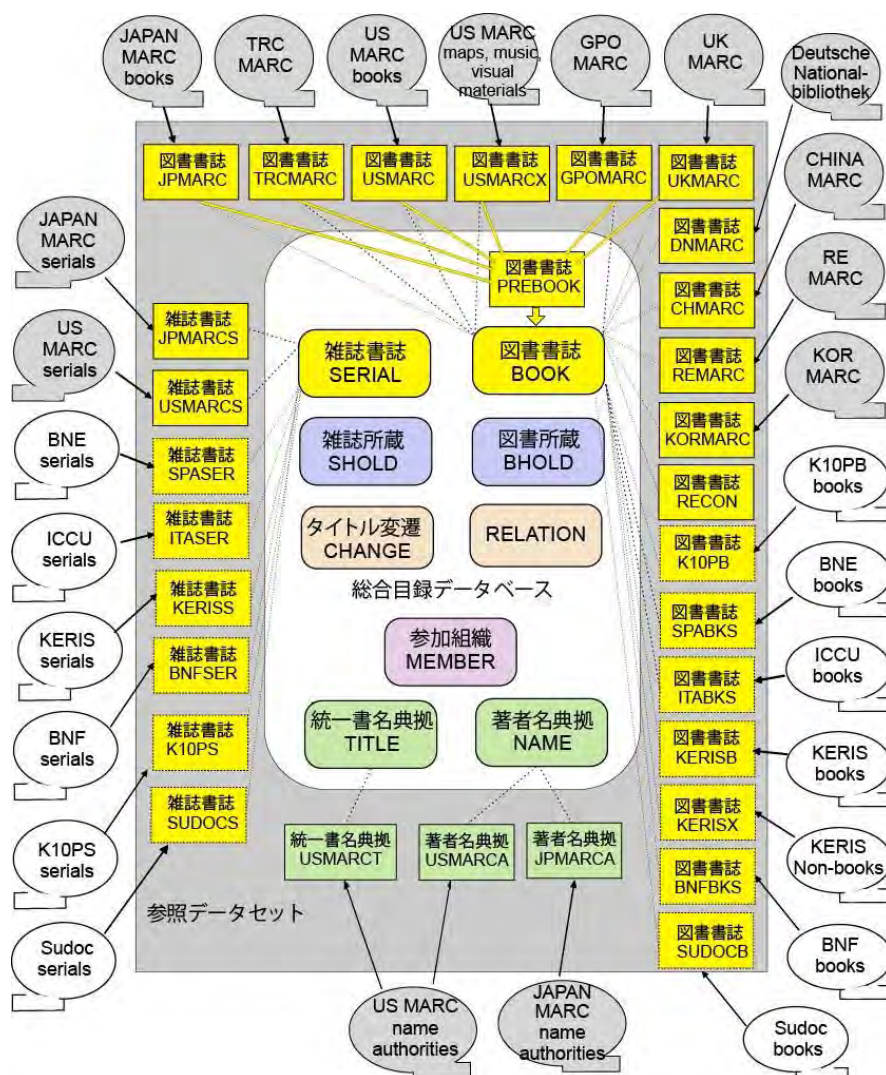 JAPAN
MARC
books
TRC
MARC
US
MARC
books
US MARC
maps, music,
visual
materials
GPO
MARC
UK
MARC
Deutsche
National-
bibliothek
図書書誌
JPMARC
図書書誌
TRCMARC
図書書誌
USMARC
図書書誌
USMARCX
図書書誌
GPOMARC
図書書誌
UKMARC
図書書誌
DNMARC
CHINA
MARC
図書書誌
CHMARC
RE
MARC
図書書誌
REMARC
KOR
MARC
図書書誌
KORMARC
図書書誌
RECON
K10PB
books
図書書誌
K10PB
BNE
books
図書書誌
SPABKS
ICCU
books
図書書誌
ITABKS
KERIS
books
図書書誌
KERISB
KERIS
Non-books
図書書誌
KERISX
BNF
books
図書書誌
BNFBKS
Sudoc
books
図書書誌
SUDOCB
JAPAN
MARC
serials
雑誌書誌
JPMARCS
US
MARC
serials
雑誌書誌
USMARCS
BNE
serials
雑誌書誌
SPASER
ICCU
serials
雑誌書誌
ITASER
KERIS
serials
雑誌書誌
KERISS
BNF
serials
雑誌書誌
BNFSER
K10PS
serials
雑誌書誌
K10PS
Sudoc
serials
雑誌書誌
SUDOCS
図書書誌
PREBOOK
雑誌書誌
SERIAL
図書書誌
BOOK
雑誌所蔵
SHOLD
図書所蔵
BHOLD
タイトル変遷
CHANGE
RELATION
総合目録データベース
参加組織
MEMBER
統一書名典拠
TITLE
著者名典拠
NAME
統一書名典拠
USMARCT
著者名典拠
USMARCA
著者名典拠
JPMARCA
参照データセット
US MARC
name
authorities
JAPAN
MARC
name
authorities